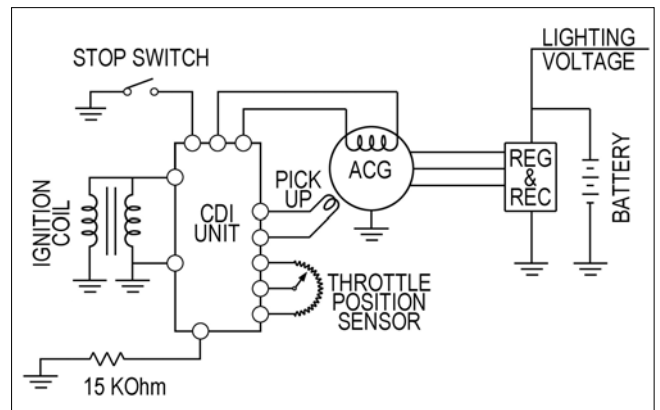 LIGHTING
VOLTAGE
STOP SWITCH
ACG
REG
&
REC
BATTERY
PICK
UP
CDI
UNIT
IGNITION
COIL
THROTTLE
POSITION
SENSOR
15 KOhm